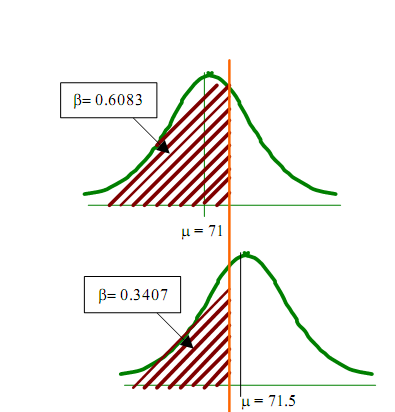 β= 0.6083
μ = 71
β= 0.3407
μ = 71.5